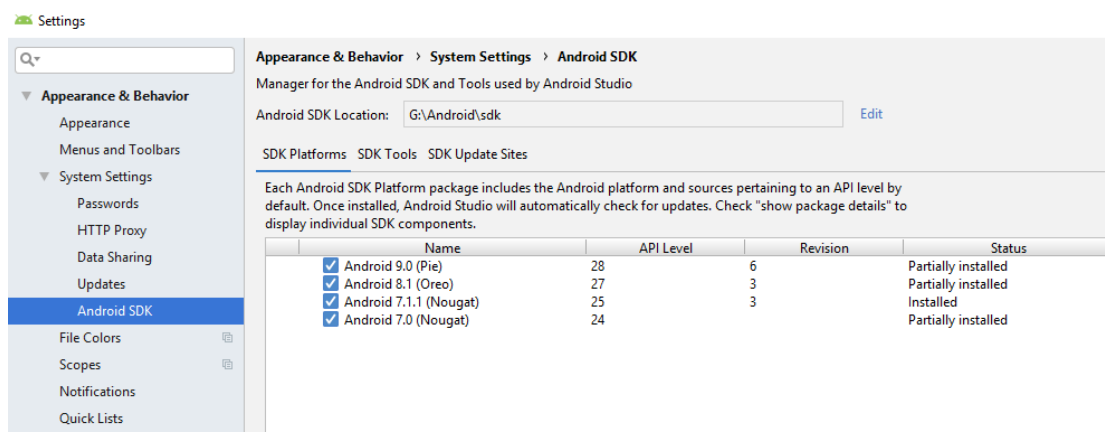 Settings
Appearance & Behavior
Appearance
Menus and Toolbars
System Settings
Passwords
HTTP Proxy
Data Sharing
Updates
Android SDK
File Colors
Scopes
Notifications
Quick Lists
Appearance & Behavior › System Settings › Android SDK
Manager for the Android SDK and Tools used by Android Studio
Android SDK Location: G:\Android\sdk Edit
SDK Platforms SDK Tools SDK Update Sites
Each Android SDK Platform package includes the Android platform and sources pertaining to an API level by
default. Once installed, Android Studio will automatically check for updates. Check "show package details" to
display individual SDK components.
Name API Level Revision Status
Android 9.0 (Pie) 28 6 Partially installed
Android 8.1 (Oreo) 27 3 Partially installed
Android 7.1.1 (Nougat) 25 3 Installed
Android 7.0 (Nougat) 24 Partially installed